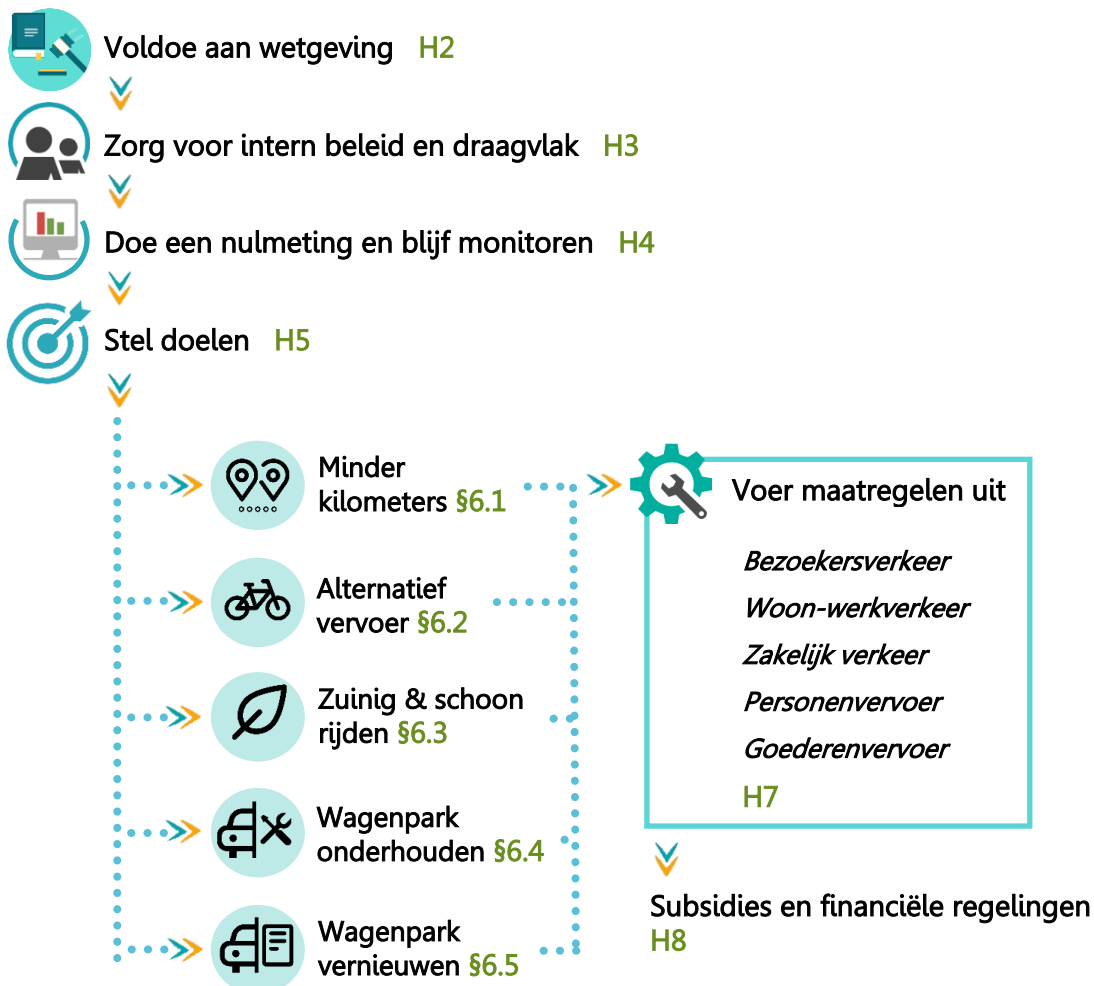 Voldoe aan wetgeving H2
Zorg voor intern beleid en draagvlak H3
Doe een nulmeting en blijf monitoren H4
Stel doelen H5
Minder
kilometers §6.1
Alternatief
vervoer §6.2
Zuinig & schoon
rijden §6.3
Wagenpark
onderhouden §6.4
Wagenpark
vernieuwen §6.5
Voer maatregelen uit
Bezoekersverkeer
Woon-werkverkeer
Zakelijk verkeer
Personenvervoer
Goederenvervoer
H7
Subsidies en financiële regelingen
H8